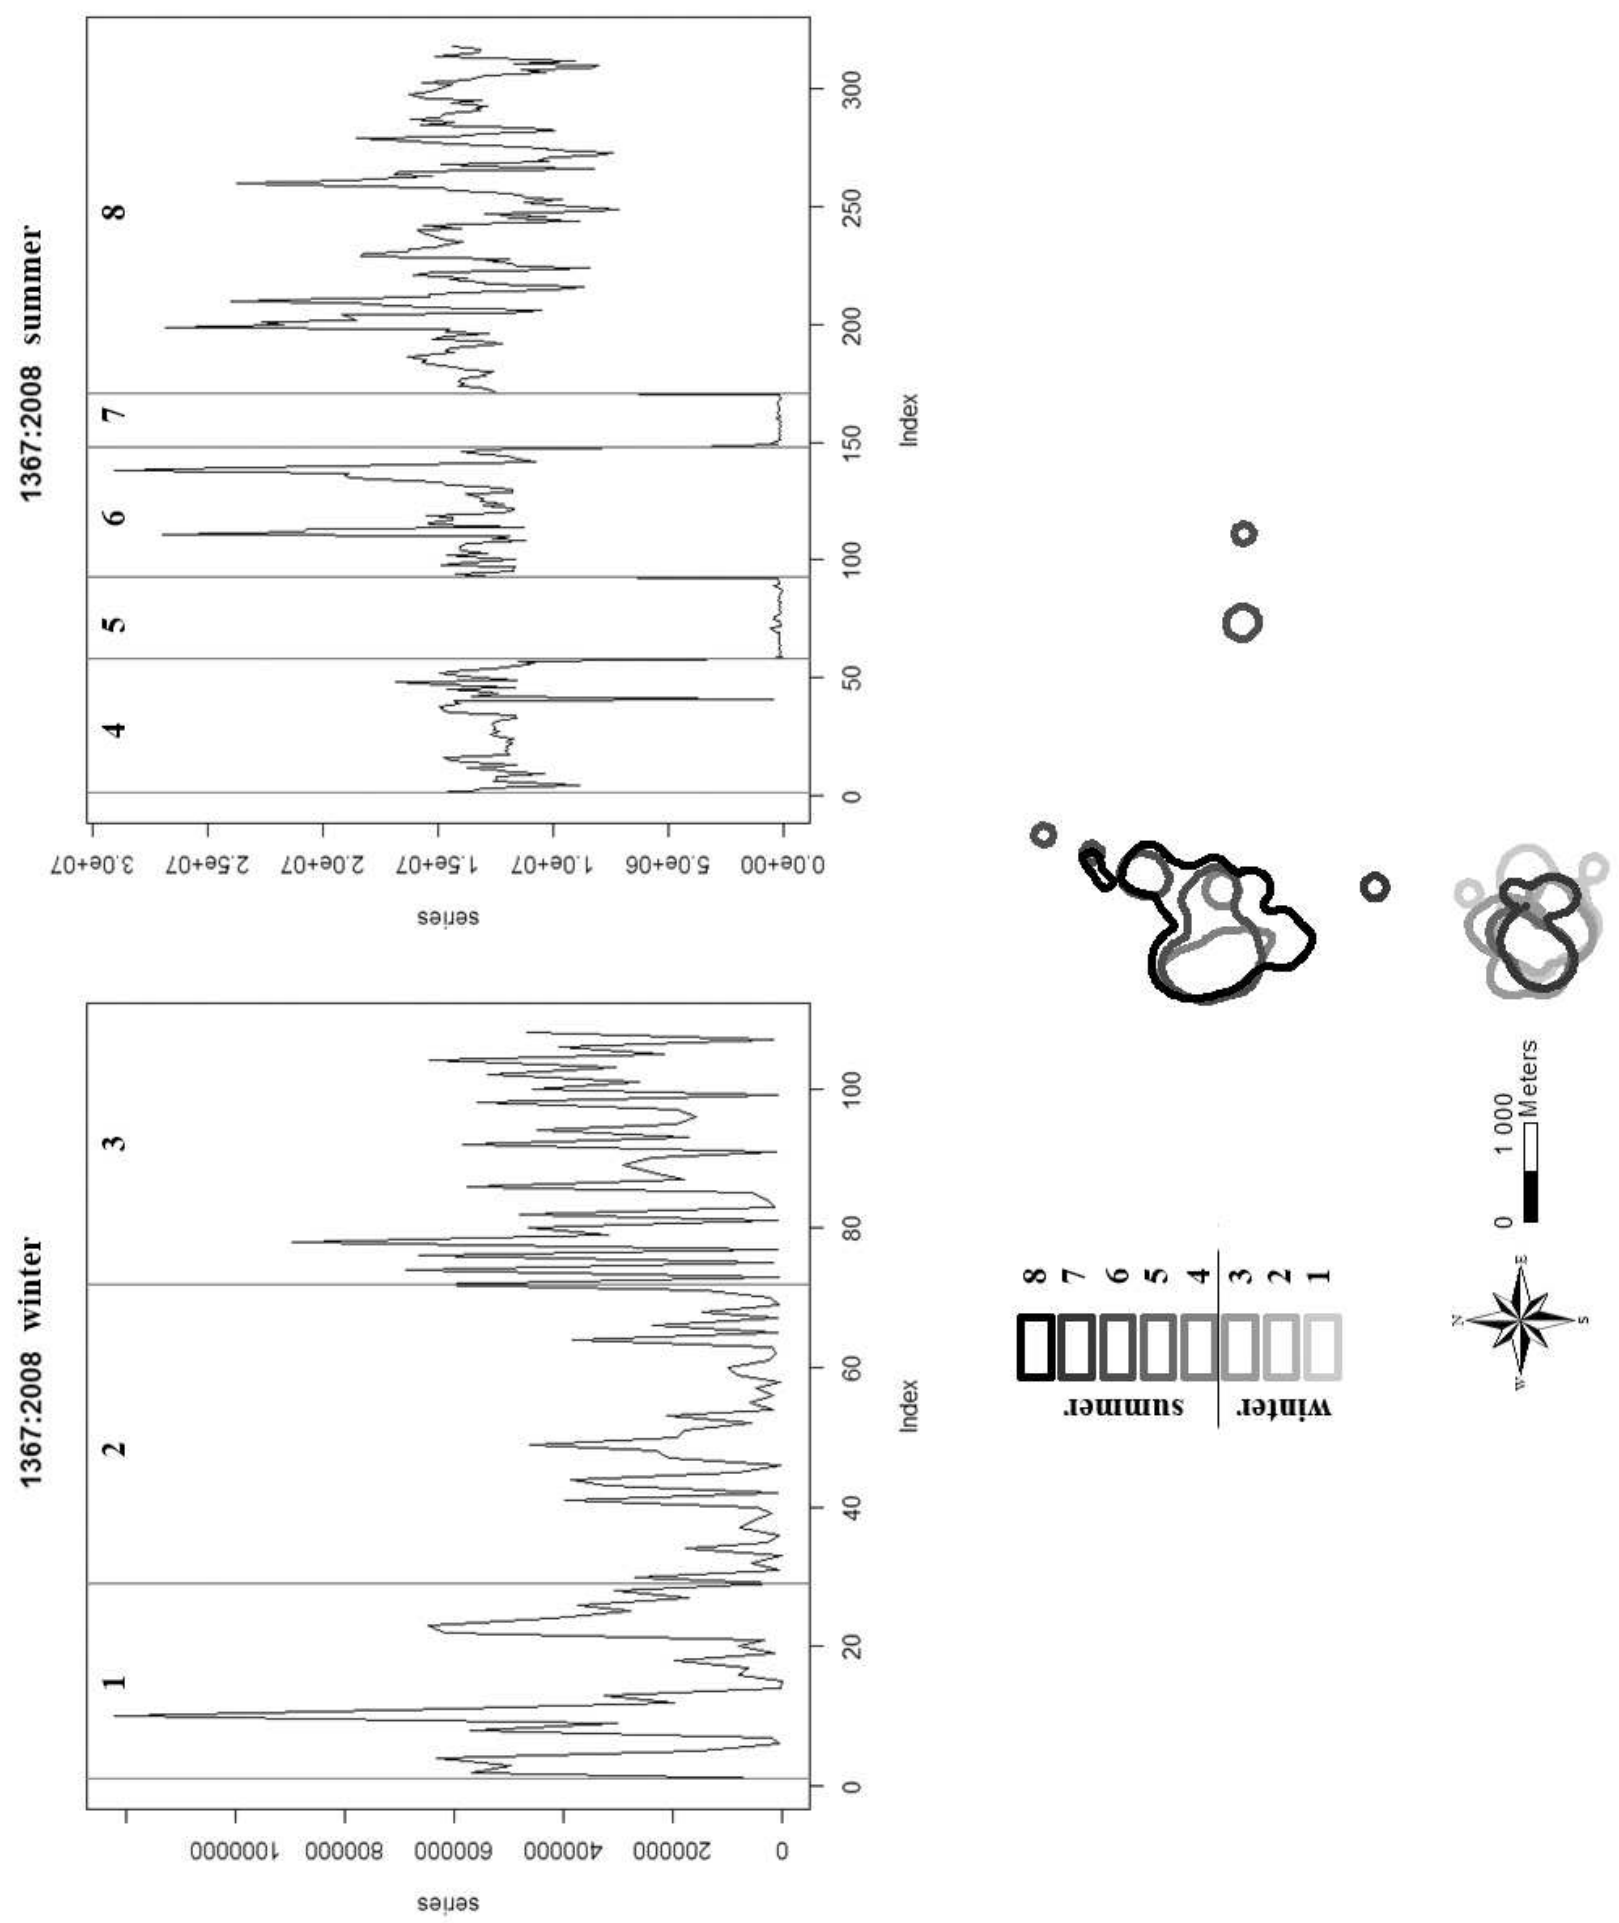 1367:2008 winter
1 2 3
series
0 200000 400000 600000 800000 1000000
0 20 40 60 80 100
Index
1367:2008 summer
4 5 6 7 8
series
0.0e+00 5.0e+06 1.0e+07 1.5e+07 2.0e+07 2.5e+07 3.0e+07
0 50 100 150 200 250 300
Index
summer
8
7
6
5
4
winter
3
2
1
N
W E
S
0 1 000
Meters